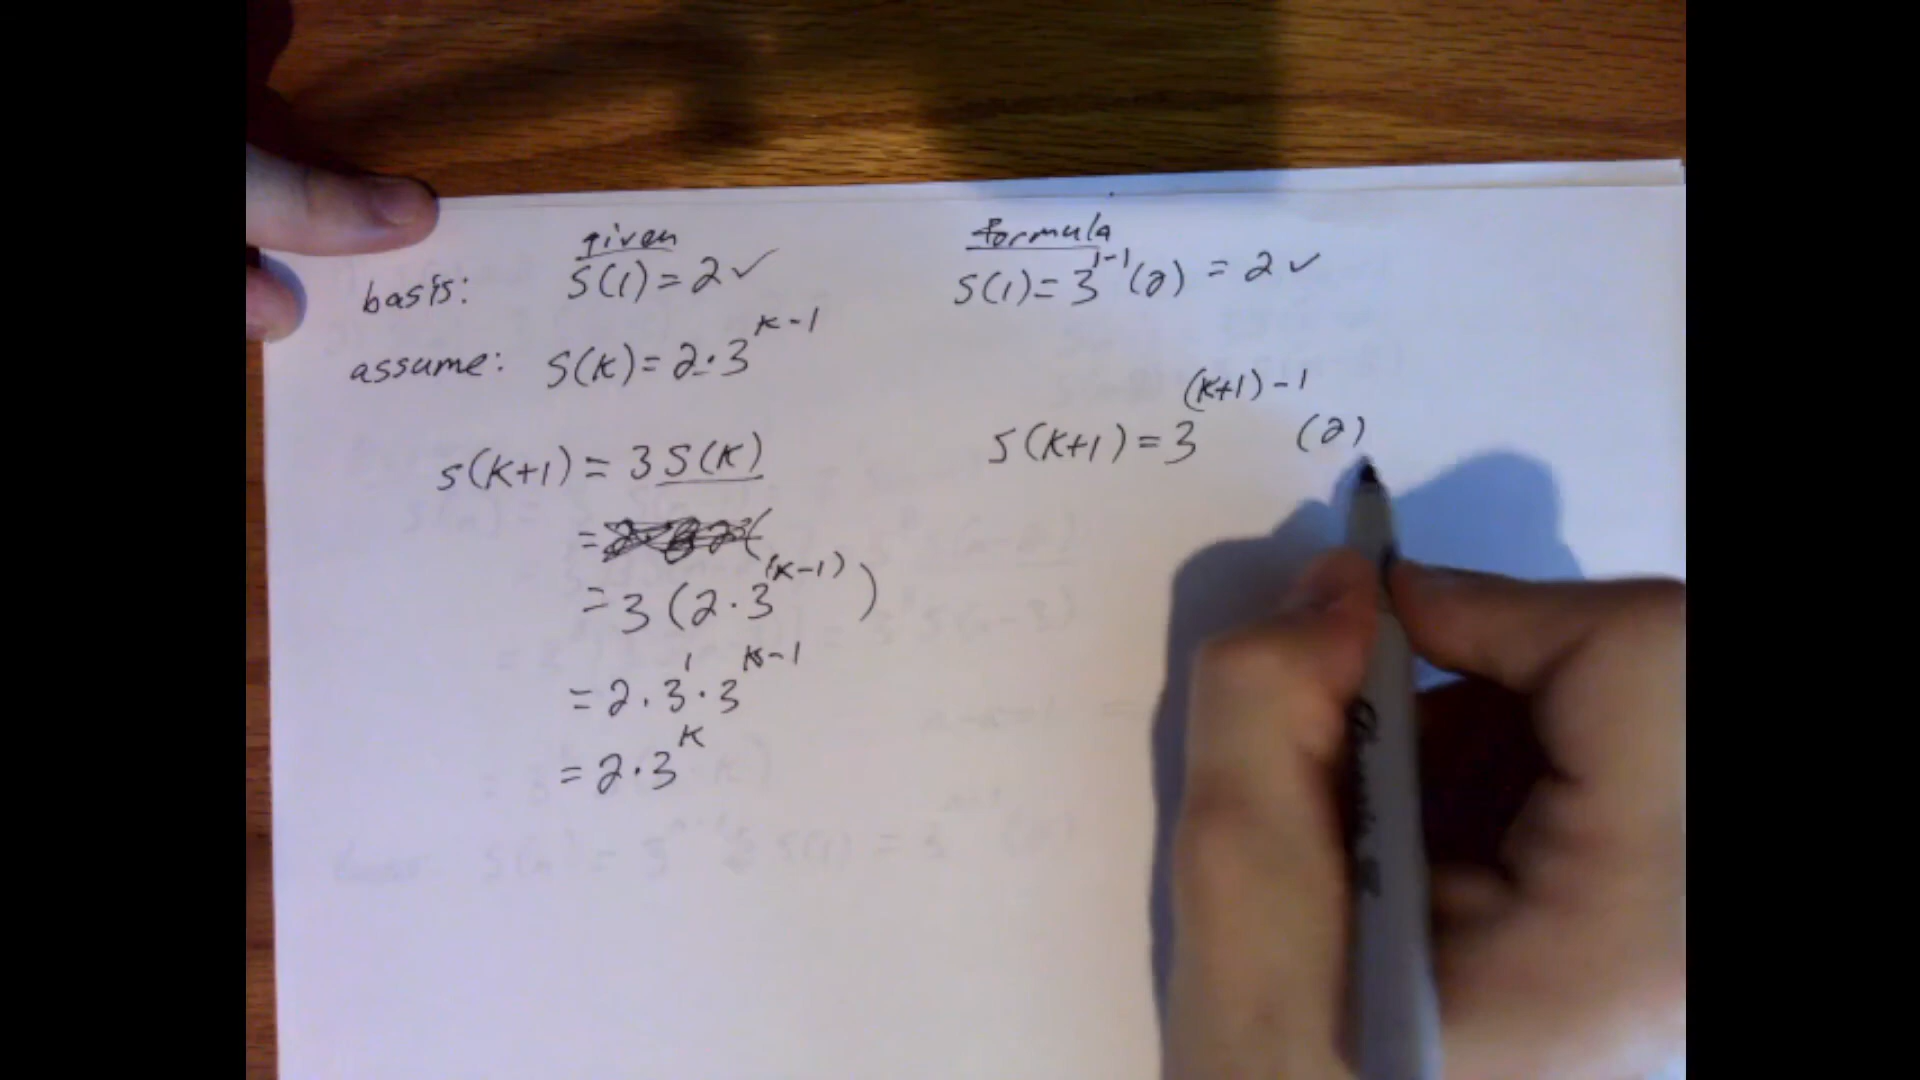 given
formula
basis: S(1)=2✓ S(1)=3^{1-1}(2) = 2✓
assume: S(K)=2·3^{K-1}
S(K+1) = 3S(K) S(K+1)=3^{(K+1)-1} (2)
=
=3(2·3^{(K-1)})
=2·3^{1}·3^{K-1}
=2·3^{K}